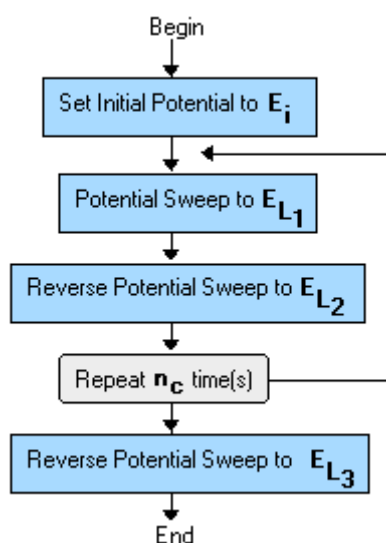 Begin
Set Initial Potential to Ei
Potential Sweep to EL1
Reverse Potential Sweep to EL2
Repeat nc time(s)
Reverse Potential Sweep to EL3
End